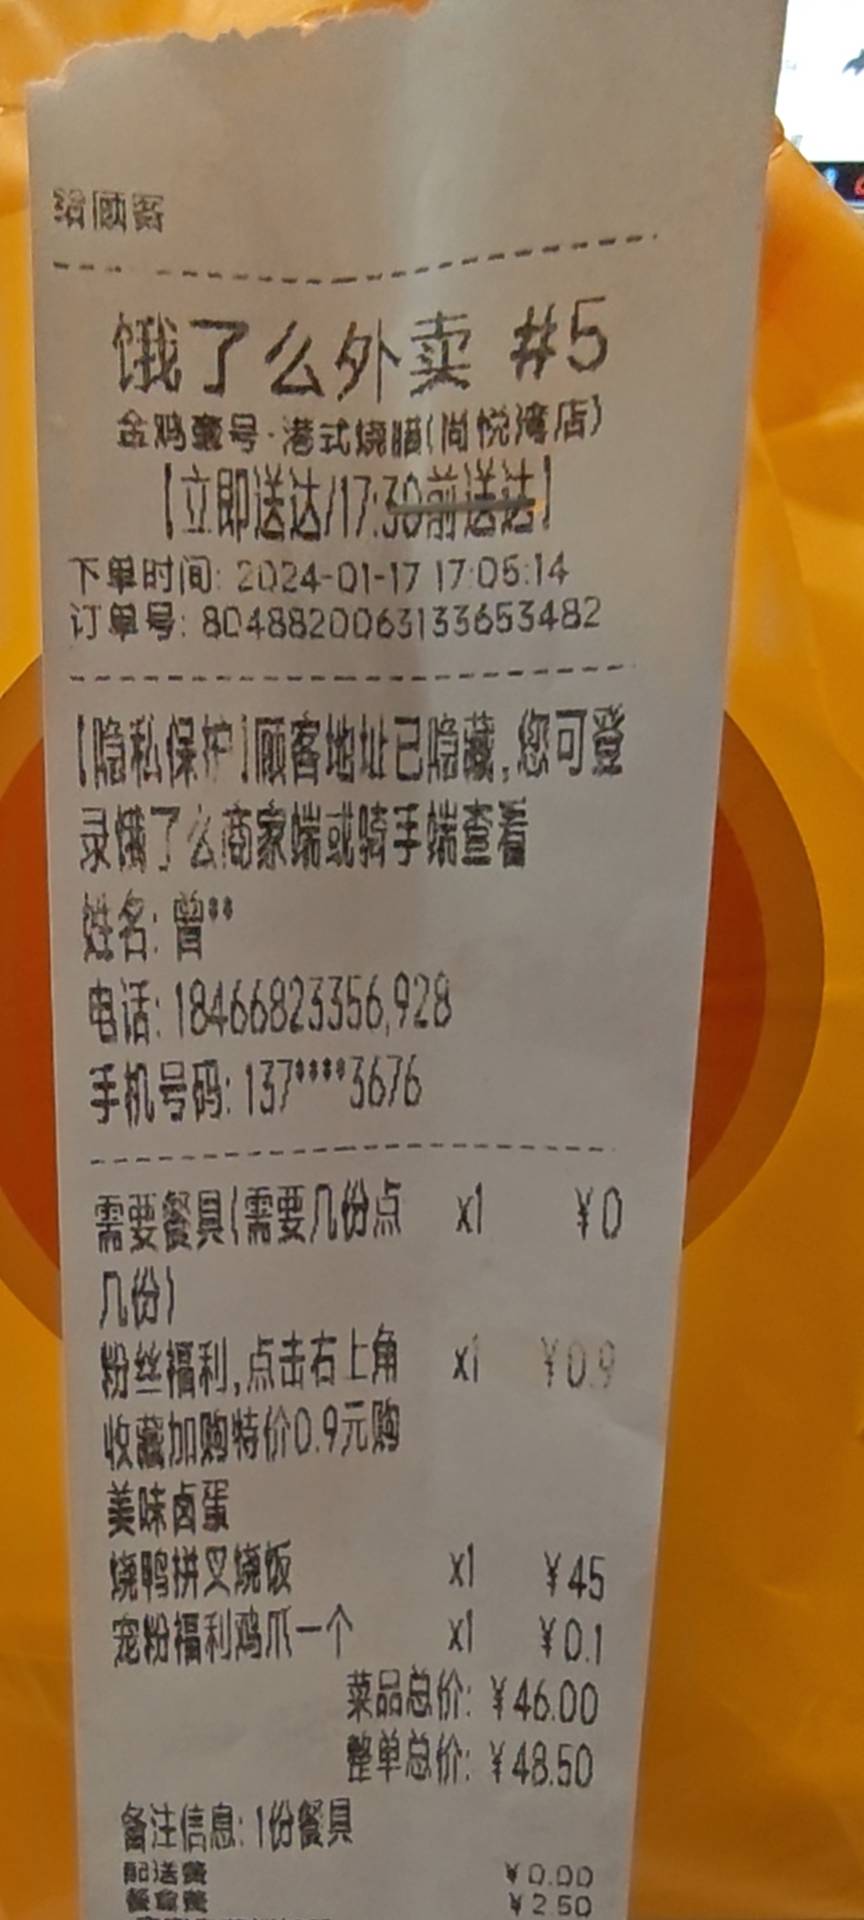 给顾客
饿了么外卖 #5
金鸡壹号·港式烧腊(尚悦湾店)
【立即送达/17:30前送达】
下单时间: 2024-01-17 17:05:14
订单号: 8048820063133653482
【隐私保护】顾客地址已隐藏,您可登
录饿了么商家端或骑手端查看
姓名: 曾**
电话: 18466823356,928
手机号码: 137****3676
需要餐具(需要几份点 x1 ¥0
几份)
粉丝福利,点击右上角 x1 ¥0.9
收藏加购特价0.9元购
美味卤蛋
烧鸭拼叉烧饭 x1 ¥45
宠粉福利鸡爪一个 x1 ¥0.1
菜品总价: ¥46.00
整单总价: ¥48.50
备注信息: 1份餐具
配送费 ¥0.00
餐盒费 ¥2.50